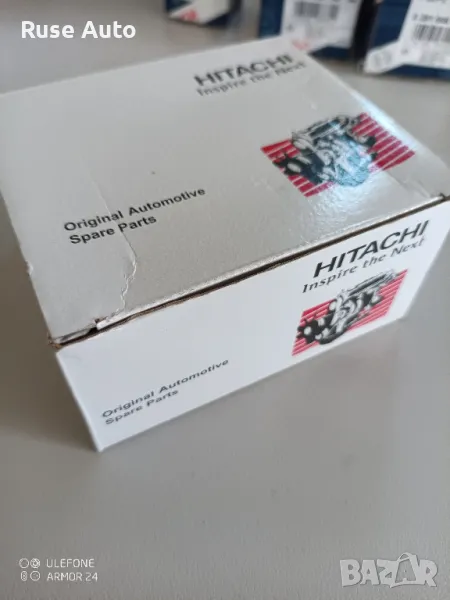 Ruse Auto
HITACHI
Inspire the Next
Original Automotive
Spare Parts
HITACHI
Inspire the Next
Original Automotive
Spare Parts
ULEFONE
ARMOR 24
BAZAR